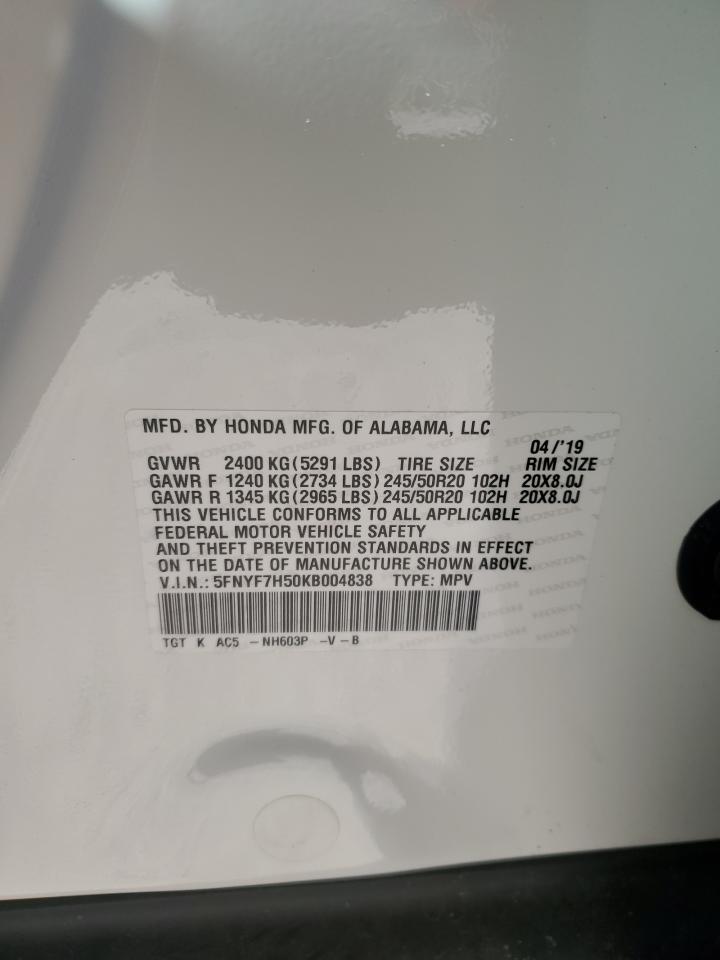 MFD. BY HONDA MFG. OF ALABAMA, LLC
04/'19
GVWR 2400 KG(5291 LBS) TIRE SIZE RIM SIZE
GAWR F 1240 KG(2734 LBS) 245/50R20 102H 20X8.0J
GAWR R 1345 KG(2965 LBS) 245/50R20 102H 20X8.0J
THIS VEHICLE CONFORMS TO ALL APPLICABLE
FEDERAL MOTOR VEHICLE SAFETY
AND THEFT PREVENTION STANDARDS IN EFFECT
ON THE DATE OF MANUFACTURE SHOWN ABOVE.
V.I.N.: 5FNYF7H50KB004838 TYPE: MPV
TGT K AC5 -NH603P -V-B